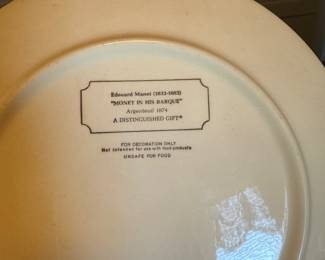 Edouard Manet (1832-1883)
"MONET IN HIS BARQUE"
Argenteuil 1874
A DISTINGUISHED GIFT®
FOR DECORATION ONLY
Not intended for use with food products
UNSAFE FOR FOOD